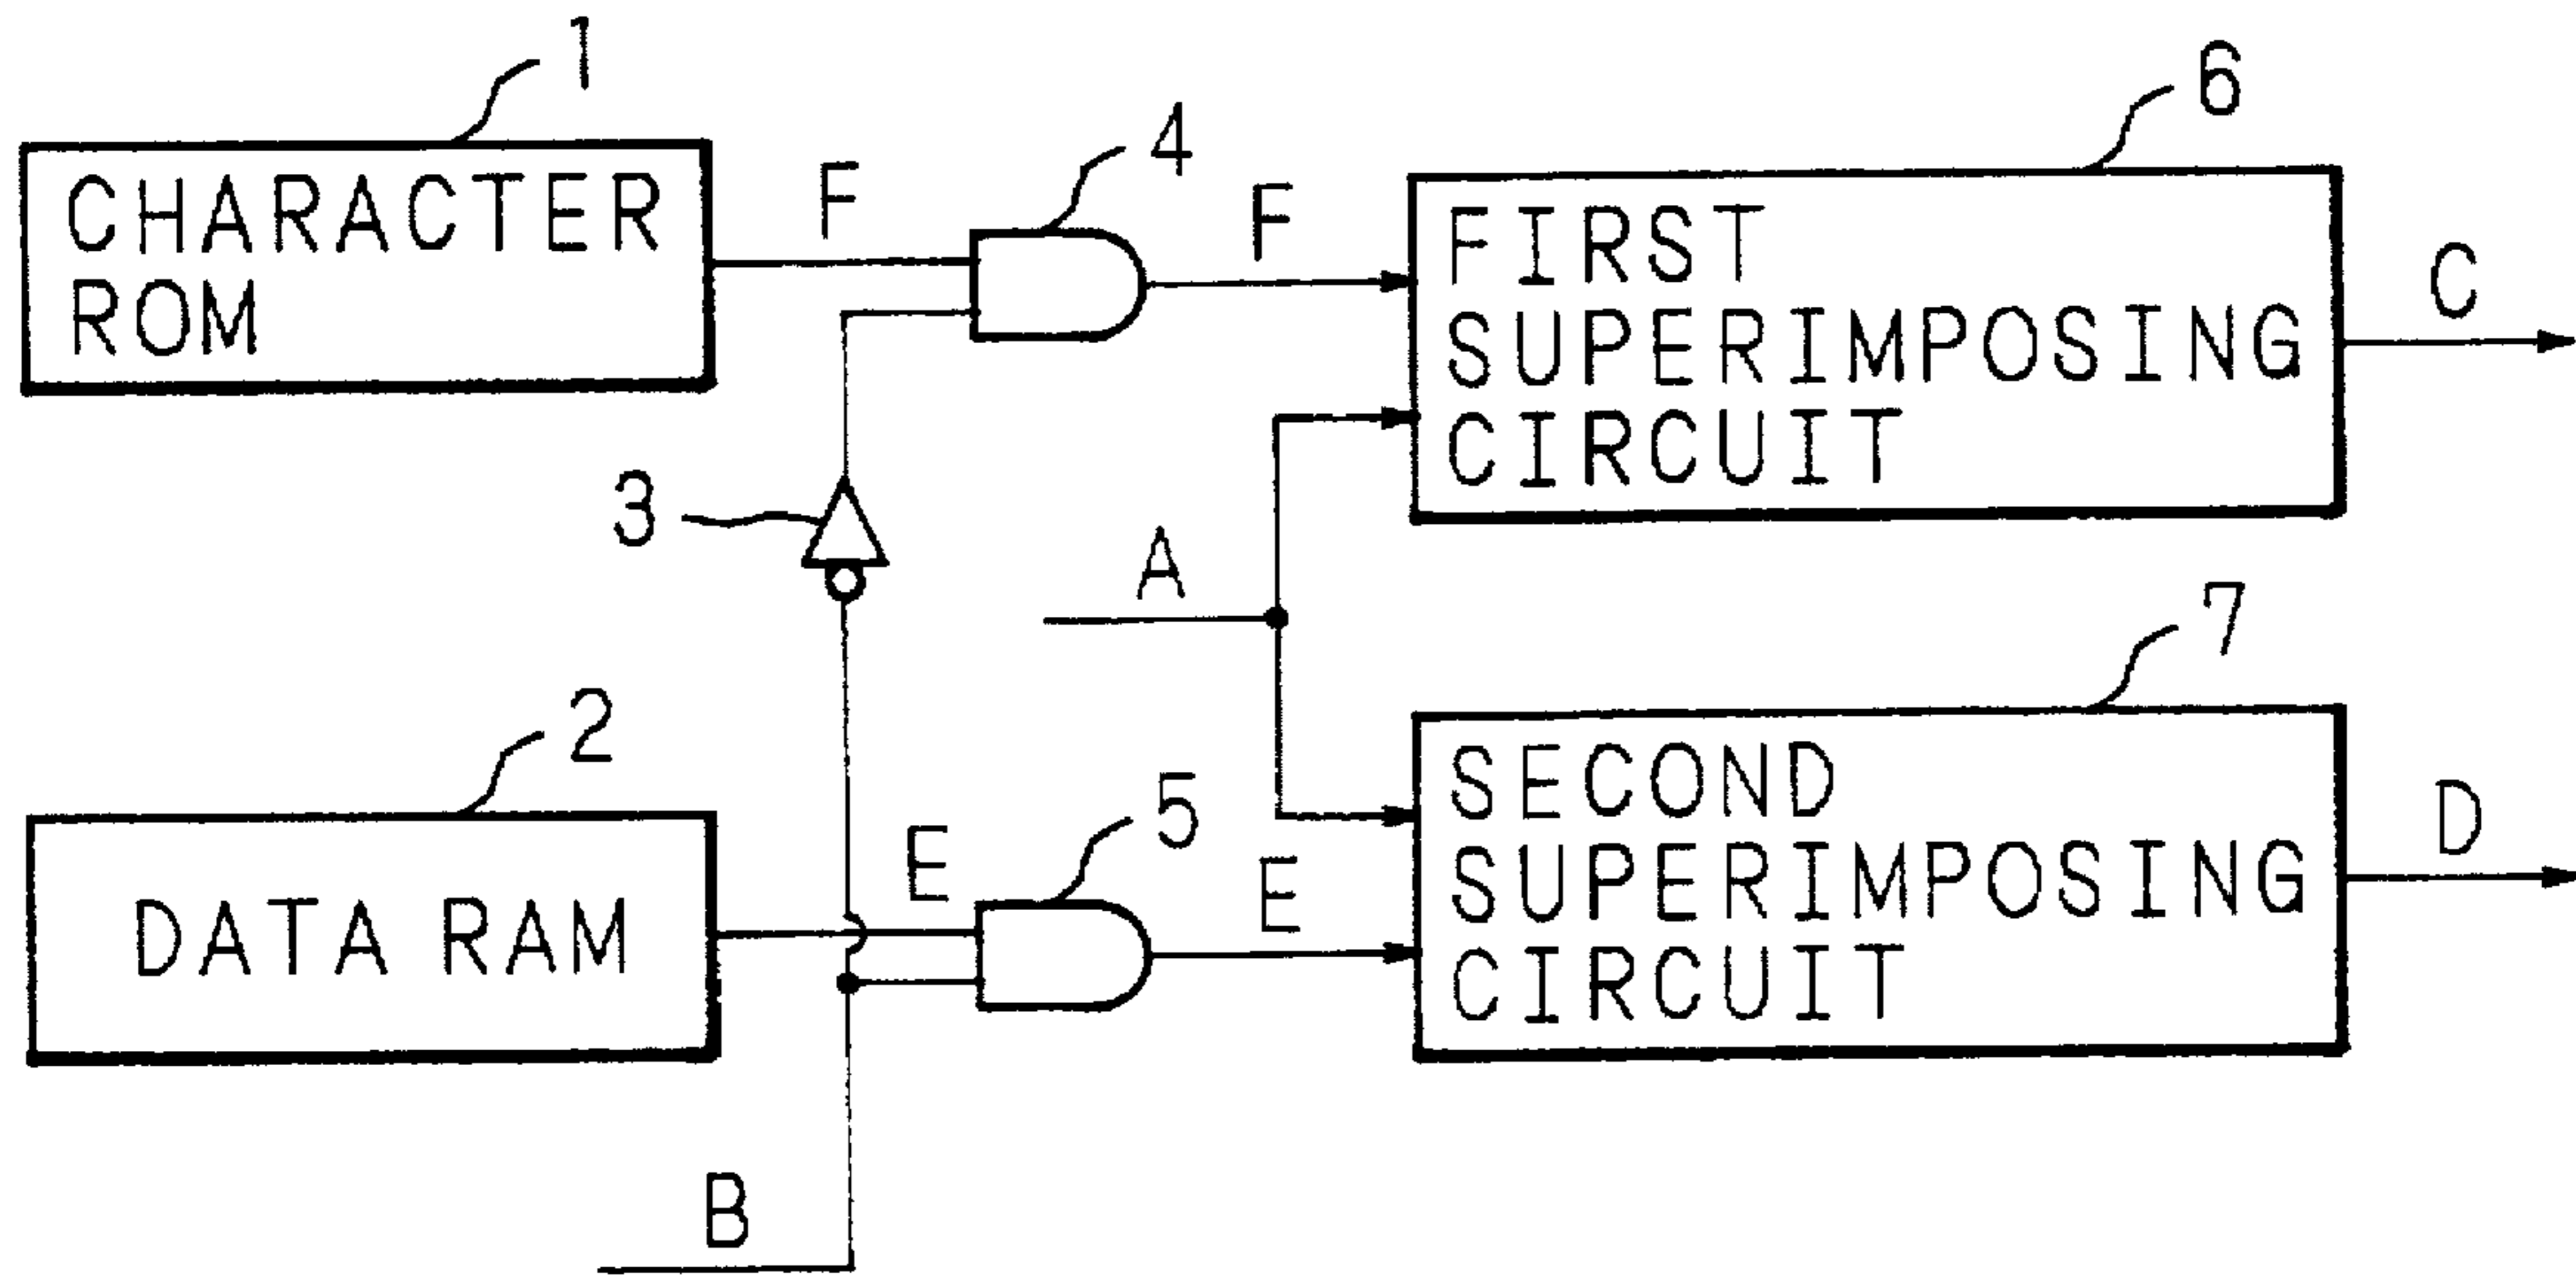 1
CHARACTER
ROM
F
4
F
6
FIRST
SUPERIMPOSING
CIRCUIT
C
3
A
2
DATA RAM
E
5
E
7
SECOND
SUPERIMPOSING
CIRCUIT
D
B